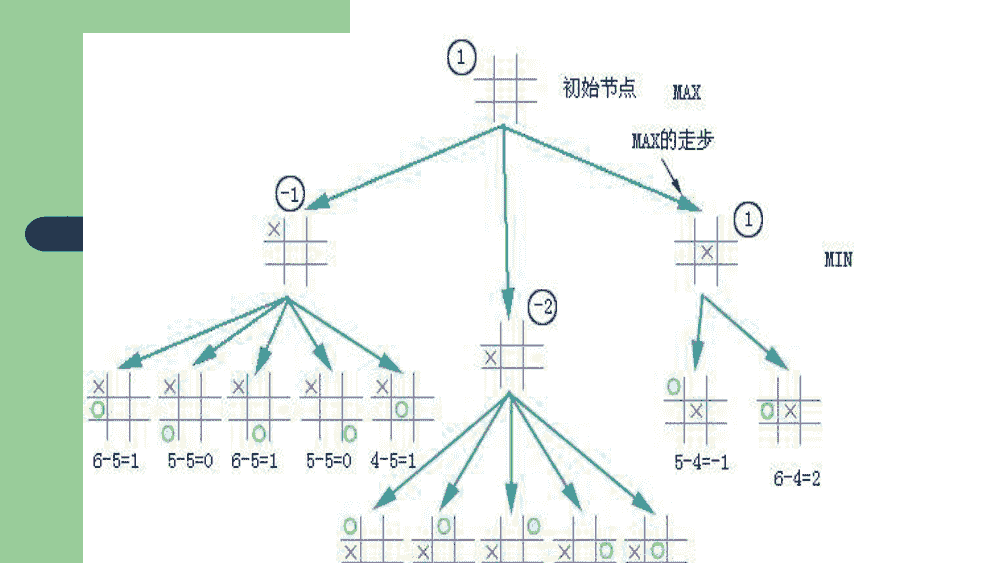 1
初始节点 MAX
MAX的走步
-1
1
X
X
MIN
-2
X
X X X X X
O O
O X O X
O O O
6-5=1 5-5=0 6-5=1 5-5=0 4-5=1 5-4=-1
6-4=2
O O O
X X X X O X O